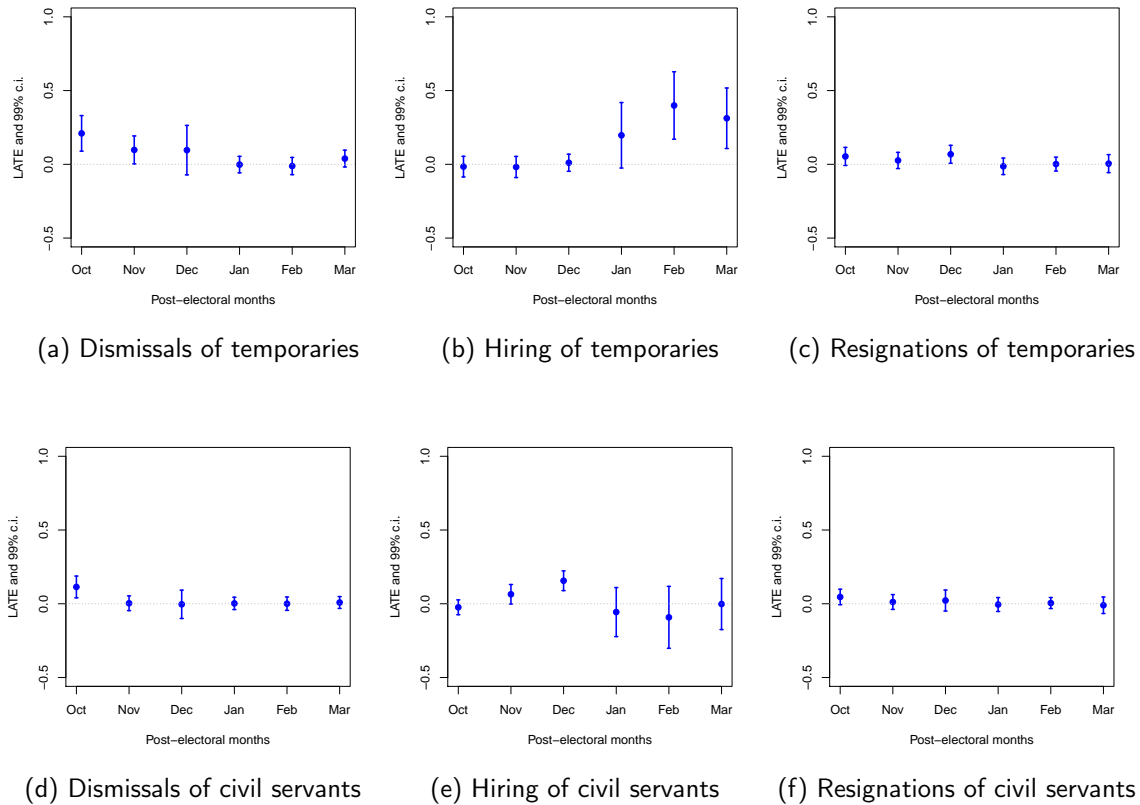 1.0
0.5
0.0
−0.5
LATE and 99% c.i.
Oct Nov Dec Jan Feb Mar
Post−electoral months
(a) Dismissals of temporaries
1.0
0.5
0.0
−0.5
LATE and 99% c.i.
Oct Nov Dec Jan Feb Mar
Post−electoral months
(b) Hiring of temporaries
1.0
0.5
0.0
−0.5
LATE and 99% c.i.
Oct Nov Dec Jan Feb Mar
Post−electoral months
(c) Resignations of temporaries
1.0
0.5
0.0
−0.5
LATE and 99% c.i.
Oct Nov Dec Jan Feb Mar
Post−electoral months
(d) Dismissals of civil servants
1.0
0.5
0.0
−0.5
LATE and 99% c.i.
Oct Nov Dec Jan Feb Mar
Post−electoral months
(e) Hiring of civil servants
1.0
0.5
0.0
−0.5
LATE and 99% c.i.
Oct Nov Dec Jan Feb Mar
Post−electoral months
(f) Resignations of civil servants